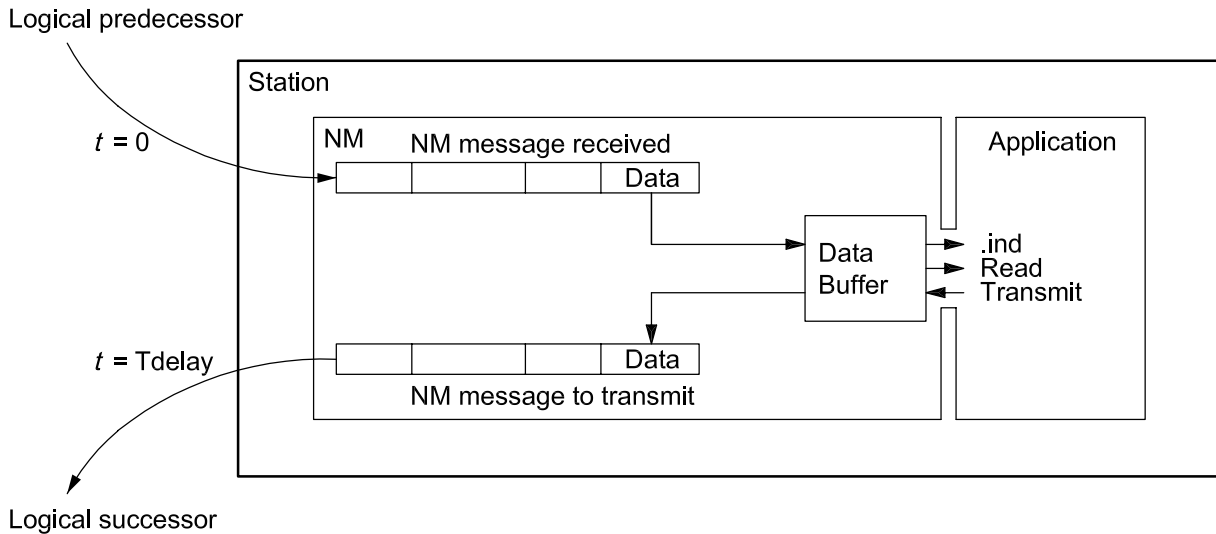 Logical predecessor
Station
t = 0
NM
NM message received
Application
Data
Data
Buffer
.ind
Read
Transmit
t = Tdelay
Data
NM message to transmit
Logical successor